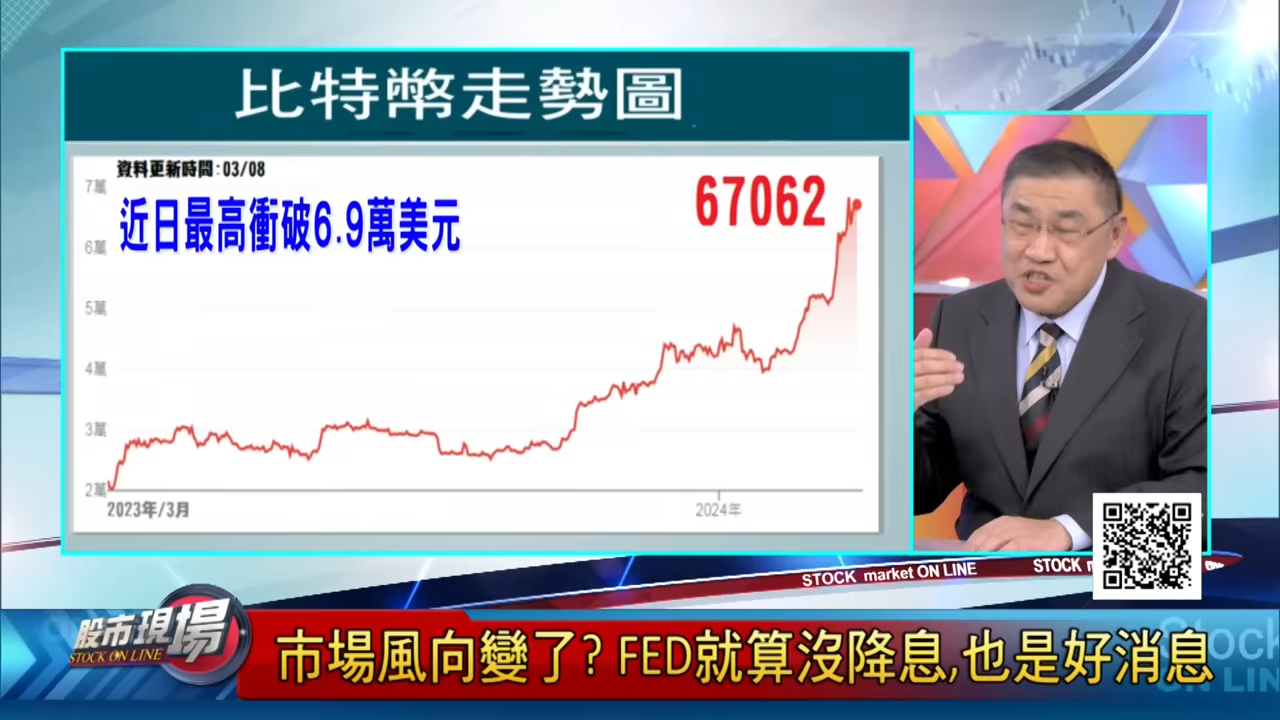 比特幣走勢圖
資料更新時間:03/08
近日最高衝破6.9萬美元
67062
7萬
6萬
5萬
4萬
3萬
2萬
2023年/3月
2024年
STOCK market ON LINE
STOCK
股市現場
STOCK ON LINE
市場風向變了? FED就算沒降息,也是好消息
Stock
ON LIN